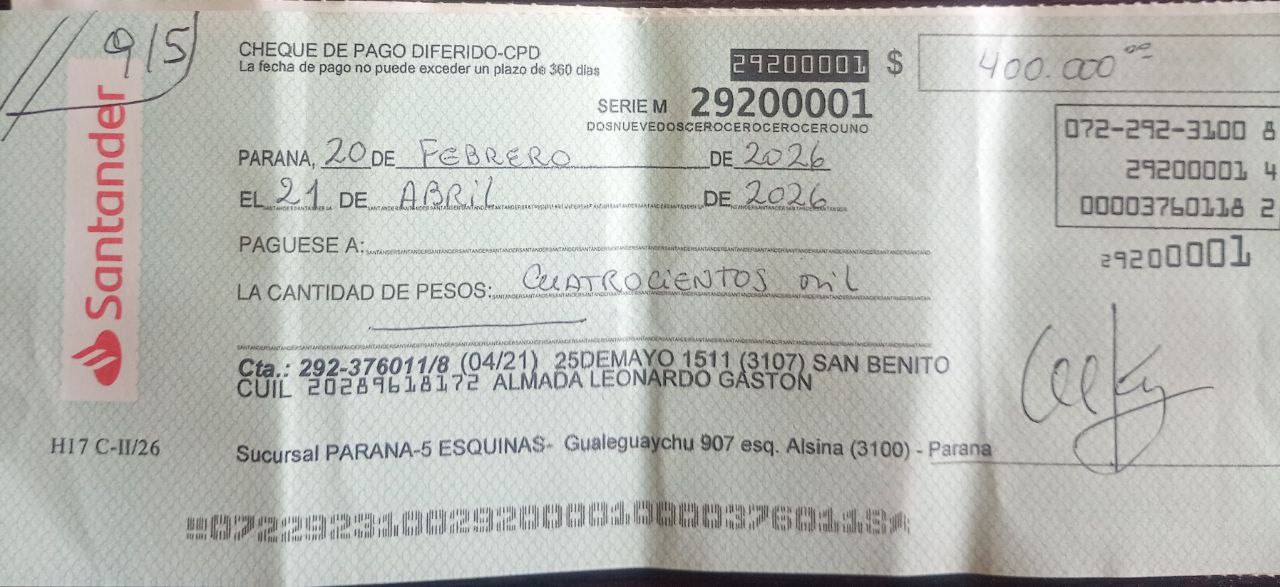 9/5
Santander
CHEQUE DE PAGO DIFERIDO-CPD
La fecha de pago no puede exceder un plazo de 360 días
29200001 $ 400.000
SERIE M 29200001
DOSNUEVEDOSCEROCEROCEROCEROUNO
072-292-3100 8
29200001 4
00003760118 2
29200001
PARANA, 20 DE FEBRERO DE 2026
EL 21 DE ABRIL DE 2026
PAGUESE A:
LA CANTIDAD DE PESOS: CUATROCIENTOS mil
Cta.: 292-376011/8 (04/21) 25DEMAYO 1511 (3107) SAN BENITO
CUIL 20289618172 ALMADA LEONARDO GASTON
H17 C-II/26
Sucursal PARANA-5 ESQUINAS- Gualeguaychu 907 esq. Alsina (3100) - Parana
07229231002920000100003760118